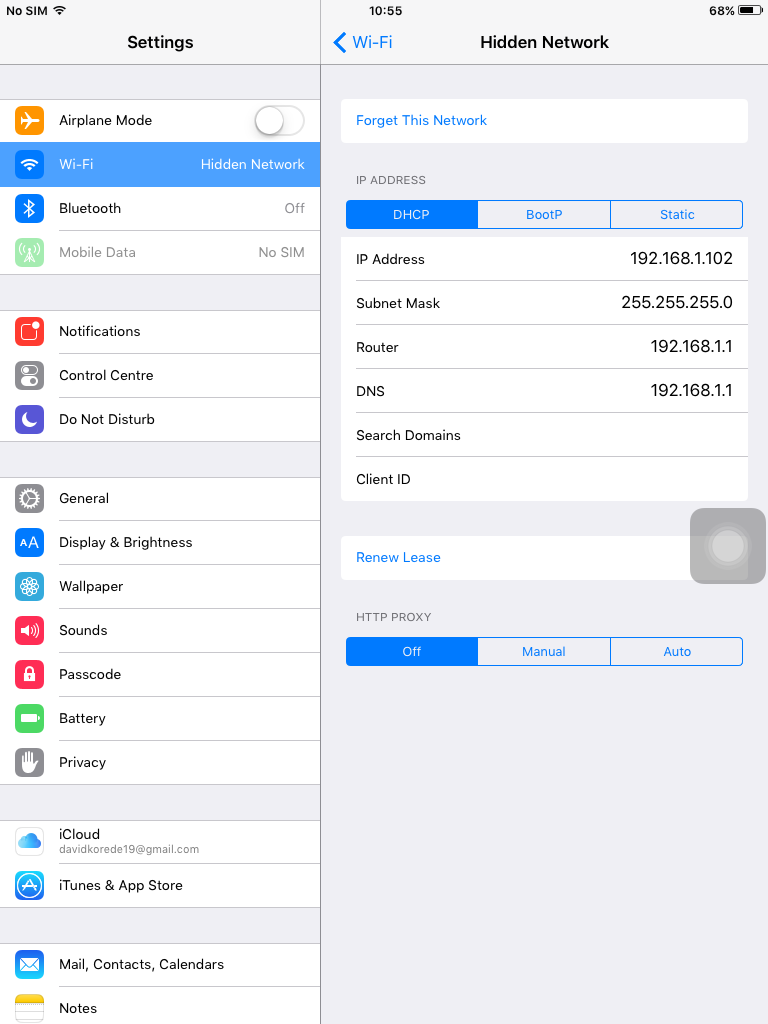 No SIM 10:55 68%
Settings
Airplane Mode
Wi-Fi Hidden Network
Bluetooth Off
Mobile Data No SIM
Notifications
Control Centre
Do Not Disturb
General
AA Display & Brightness
Wallpaper
Sounds
Passcode
Battery
Privacy
iCloud
davidkorede19@gmail.com
iTunes & App Store
Mail, Contacts, Calendars
Notes
Wi-Fi Hidden Network
Forget This Network
IP ADDRESS
DHCP BootP Static
IP Address 192.168.1.102
Subnet Mask 255.255.255.0
Router 192.168.1.1
DNS 192.168.1.1
Search Domains
Client ID
Renew Lease
HTTP PROXY
Off Manual Auto